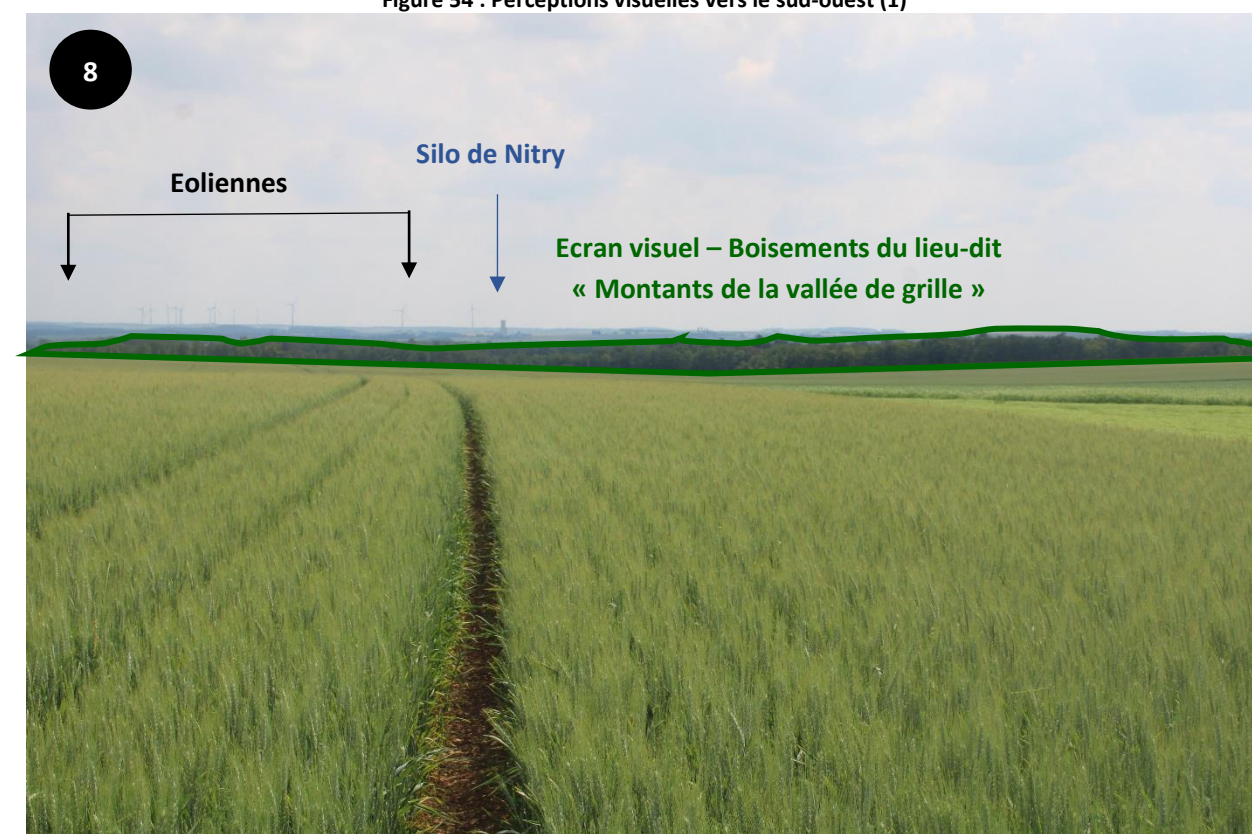 Figure 54 : Perceptions visuelles vers le sud-ouest (1)
8
Silo de Nitry
Eoliennes
Ecran visuel – Boisements du lieu-dit
« Montants de la vallée de grille »